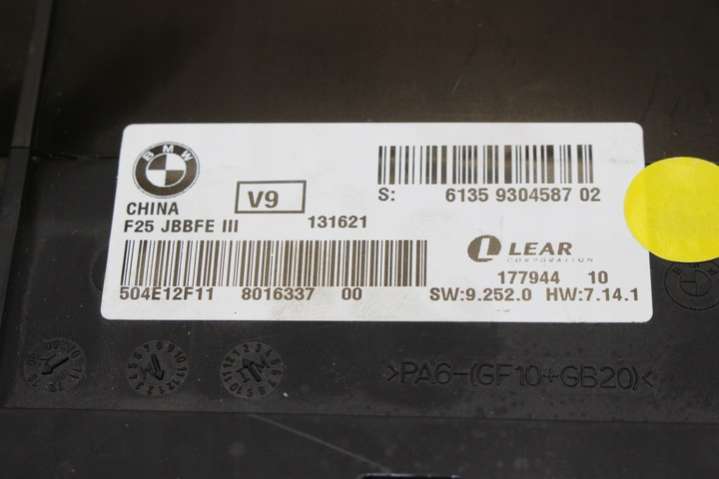 BMW
CHINA
V9
F25 JBBFE III
131621
S: 6135 9304587 02
LEAR
CORPORATION
177944 10
504E12F11 8016337 00
SW:9.252.0 HW:7.14.1
>PA6-(GF10+GB20)<